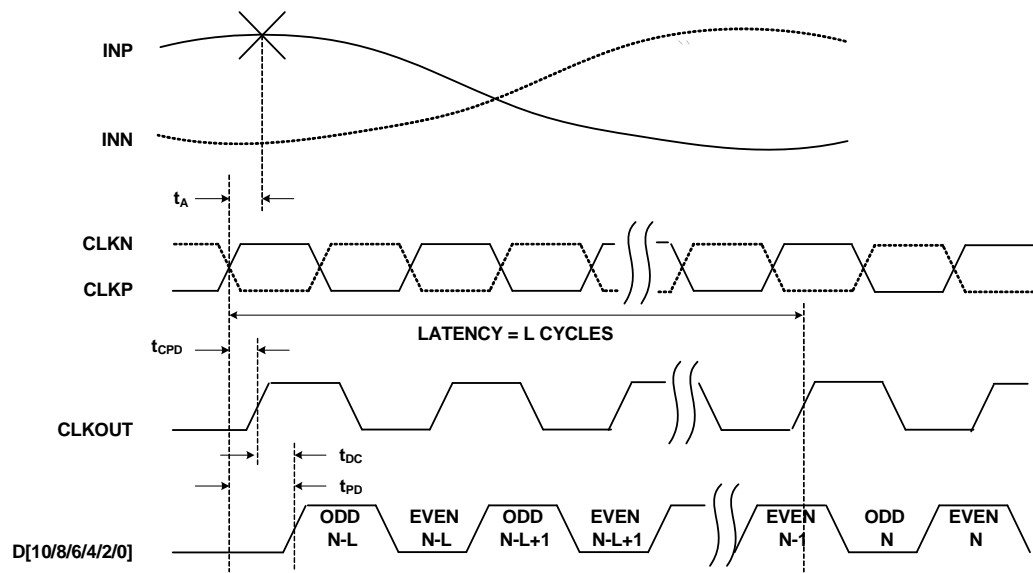 INP
INN
tA
CLKN
CLKP
LATENCY = L CYCLES
tCPD
CLKOUT
tDC
tPD
ODD N-L
EVEN N-L
ODD N-L+1
EVEN N-L+1
EVEN N-1
ODD N
EVEN N
D[10/8/6/4/2/0]